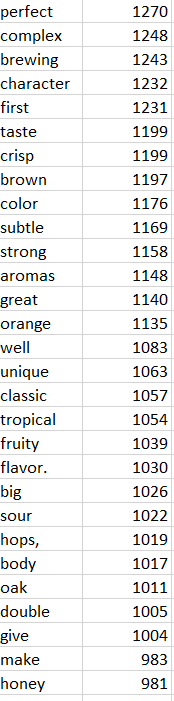 perfect 1270
complex 1248
brewing 1243
character 1232
first 1231
taste 1199
crisp 1199
brown 1197
color 1176
subtle 1169
strong 1158
aromas 1148
great 1140
orange 1135
well 1083
unique 1063
classic 1057
tropical 1054
fruity 1039
flavor. 1030
big 1026
sour 1022
hops, 1019
body 1017
oak 1011
double 1005
give 1004
make 983
honey 981